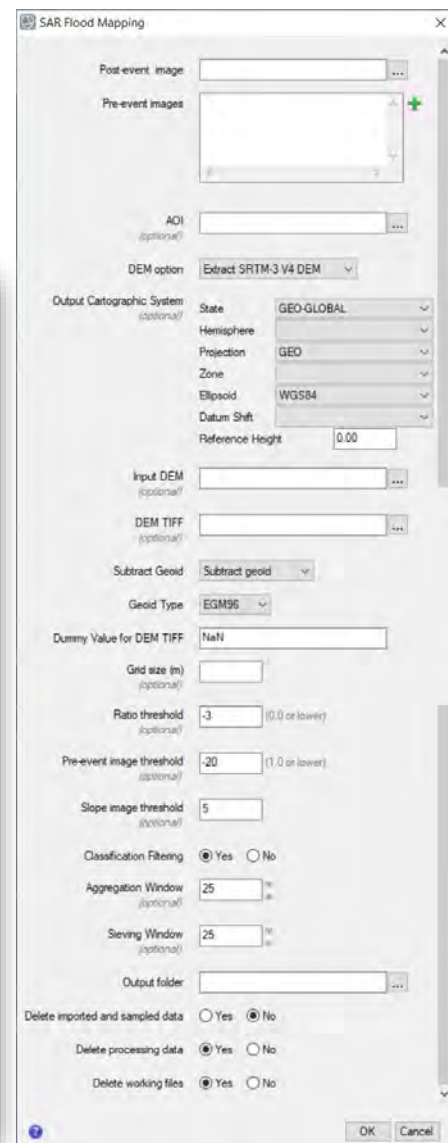 SAR Flood Mapping
Post-event image
...
Pre-event images
AOI
(optional)
...
DEM option Extract SRTM-3 V4 DEM
Output Cartographic System
(optional)
State GEO-GLOBAL
Hemisphere
Projection GEO
Zone
Ellipsoid WGS84
Datum Shift
Reference Height 0.00
Input DEM
(optional)
...
DEM TIFF
(optional)
...
Subtract Geoid Subtract geoid
Geoid Type EGM96
Dummy Value for DEM TIFF NaN
Grid size (m)
(optional)
Ratio threshold -3 (0.0 or lower)
(optional)
Pre-event image threshold -20 (1.0 or lower)
(optional)
Slope image threshold 5
(optional)
Classification Filtering Yes No
Aggregation Window 25
(optional)
Sieving Window 25
(optional)
Output folder ...
Delete imported and sampled data Yes No
Delete processing data Yes No
Delete working files Yes No
? OK Cancel